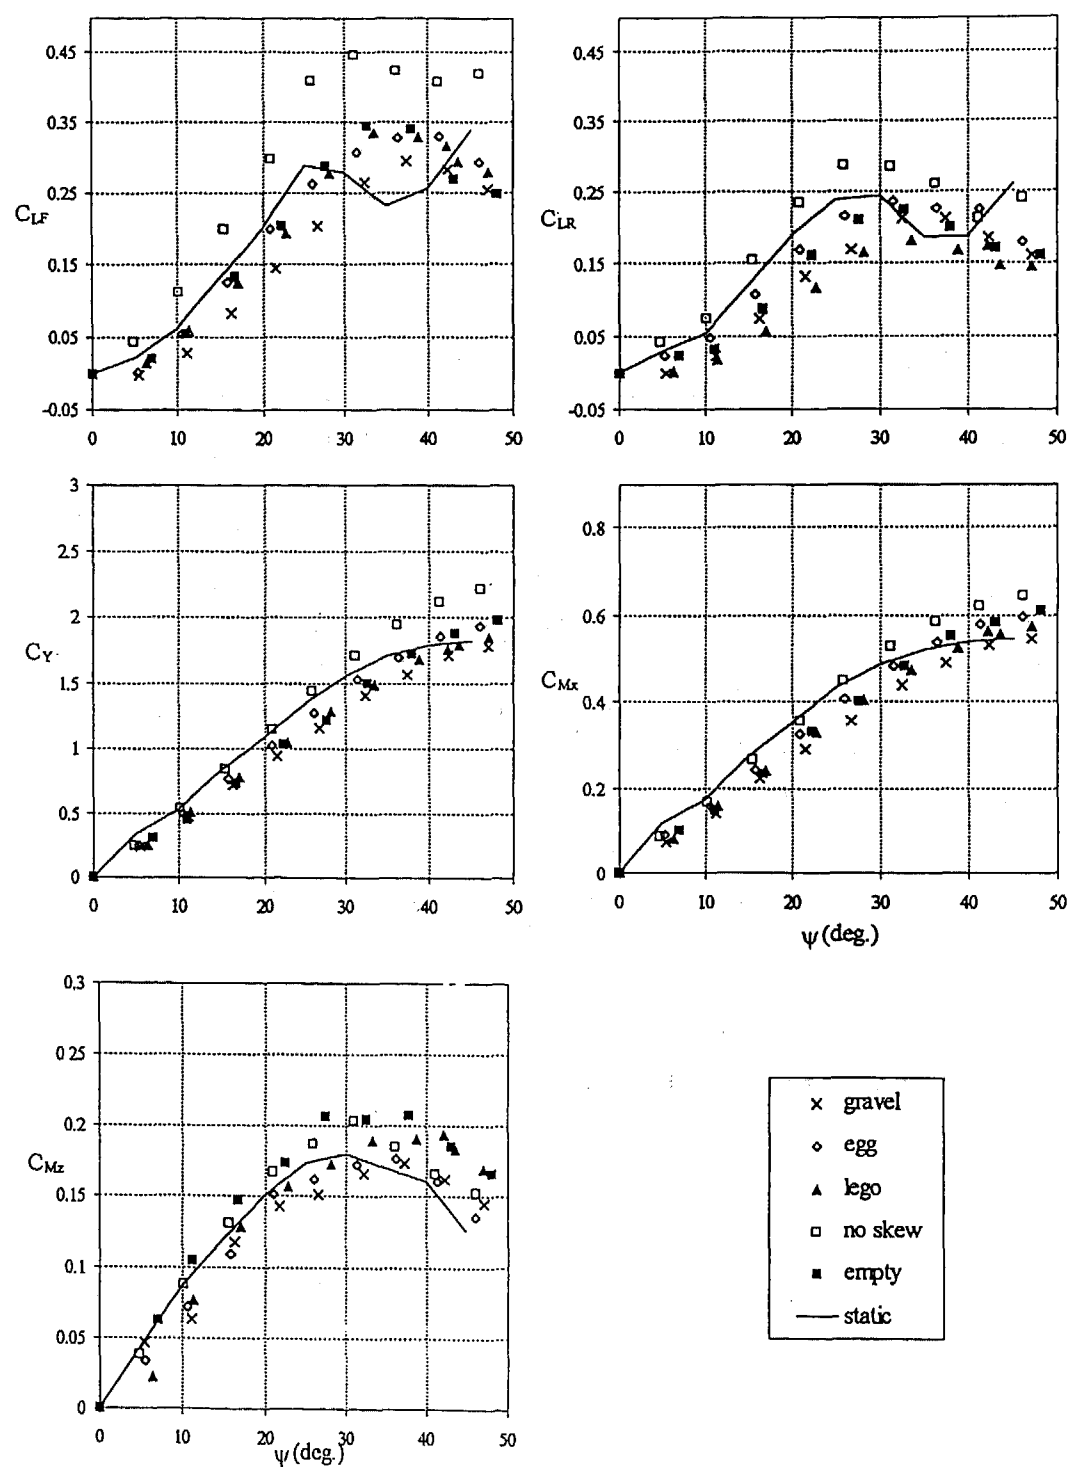 0.45
0.35
0.25
C_LF
0.15
0.05
-0.05
0 10 20 30 40 50
0.45
0.35
0.25
C_LR
0.15
0.05
-0.05
0 10 20 30 40 50
3
2.5
2
C_Y
1.5
1
0.5
0
0 10 20 30 40 50
0.8
0.6
C_Mx
0.4
0.2
0
0 10 20 30 40 50
ψ (deg.)
0.3
0 25
0.2
C_Mz
0.15
0.1
0.05
0
0 10 20 30 40 50
ψ (deg.)
gravel
egg
lego
no skew
empty
static